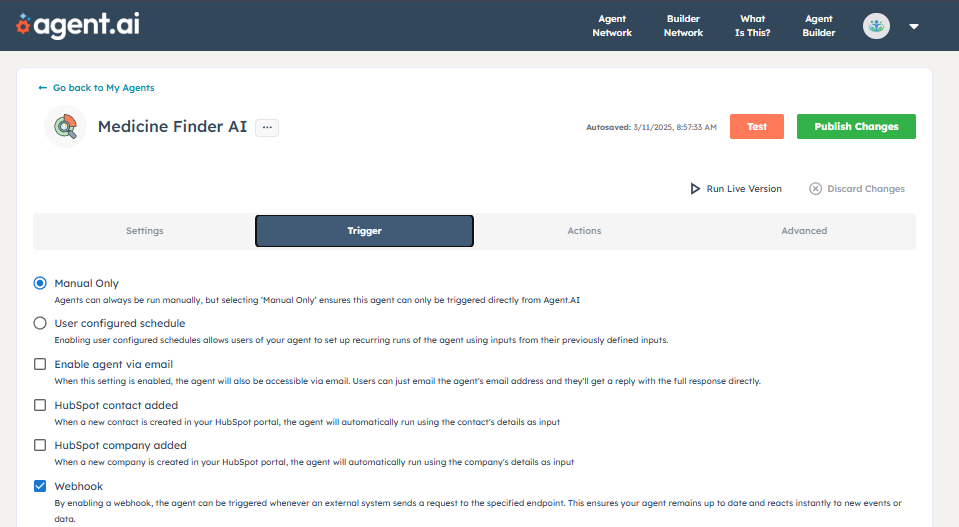 agent.ai
Agent Network
Builder Network
What Is This?
Agent Builder
← Go back to My Agents
Medicine Finder AI ...
Autosaved: 3/11/2025, 8:57:33 AM
Test
Publish Changes
Run Live Version
Discard Changes
Settings
Trigger
Actions
Advanced
Manual Only
Agents can always be run manually, but selecting 'Manual Only' ensures this agent can only be triggered directly from Agent.AI
User configured schedule
Enabling user configured schedules allows users of your agent to set up recurring runs of the agent using inputs from their previously defined inputs.
Enable agent via email
When this setting is enabled, the agent will also be accessible via email. Users can just email the agent's email address and they'll get a reply with the full response directly.
HubSpot contact added
When a new contact is created in your HubSpot portal, the agent will automatically run using the contact's details as input
HubSpot company added
When a new company is created in your HubSpot portal, the agent will automatically run using the company's details as input
Webhook
By enabling a webhook, the agent can be triggered whenever an external system sends a request to the specified endpoint. This ensures your agent remains up to date and reacts instantly to new events or
data.